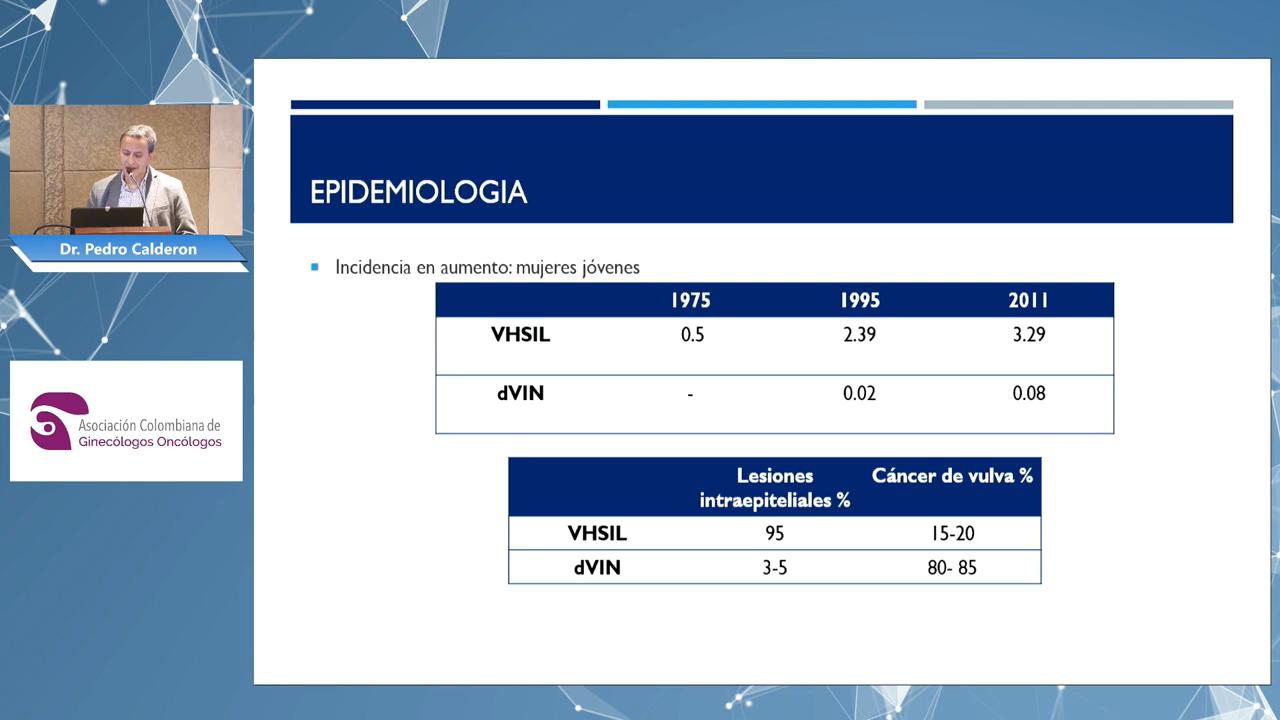 EPIDEMIOLOGIA
Dr. Pedro Calderon
Incidencia en aumento: mujeres jóvenes
1975 1995 2011
VHSIL 0.5 2.39 3.29
dVIN - 0.02 0.08
Asociación Colombiana de
Ginecólogos Oncólogos
Lesiones Cáncer de vulva %
intraepiteliales %
VHSIL 95 15-20
dVIN 3-5 80- 85